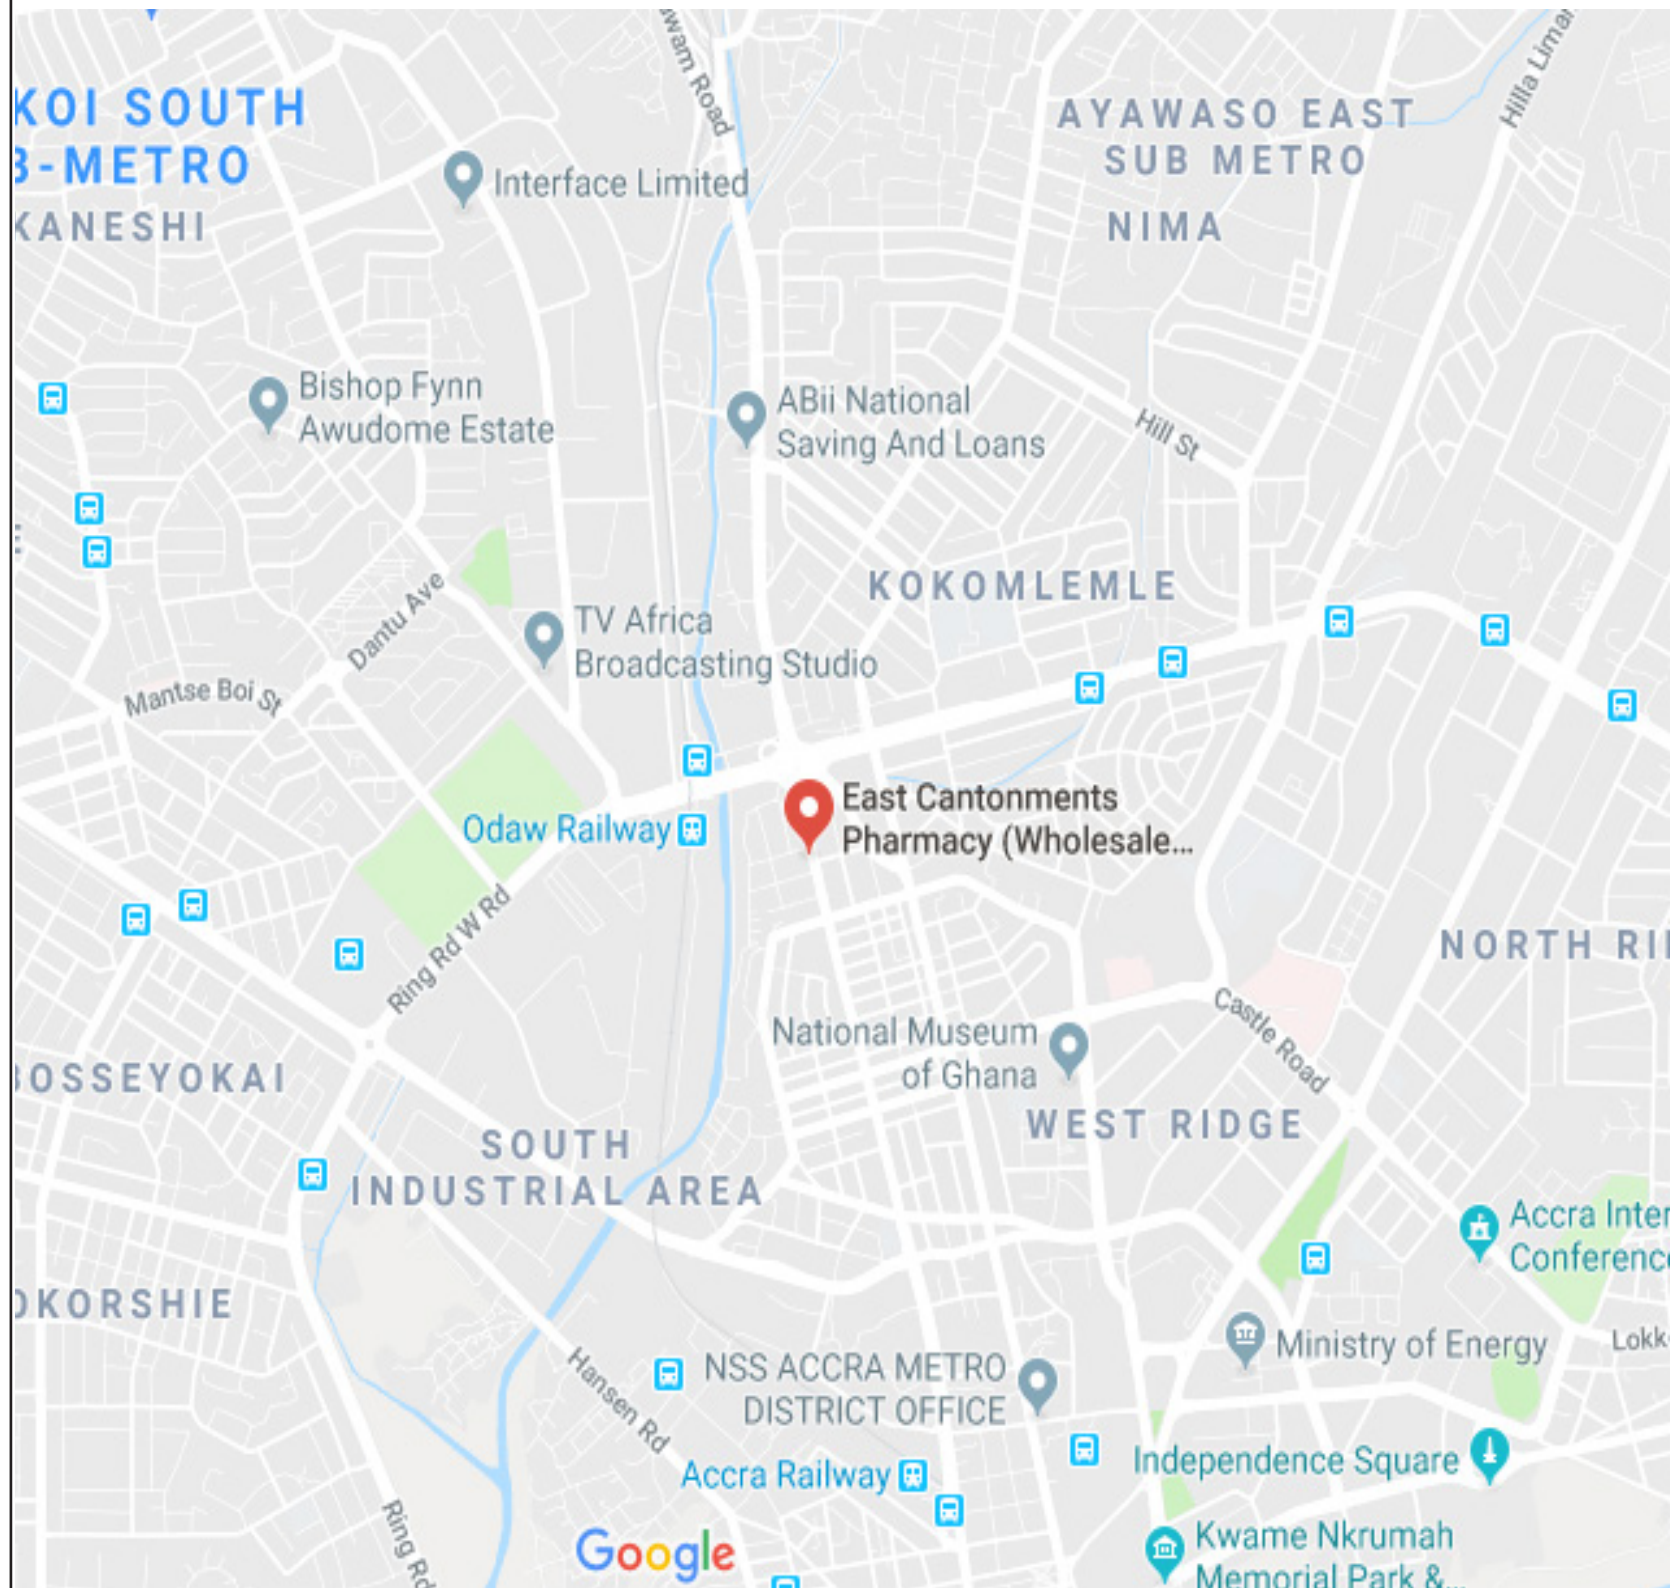 wam Road
Hilla Liman
KOI SOUTH
B-METRO
KANESHI
AYAWASO EAST
SUB METRO
NIMA
Interface Limited
Bishop Fynn
Awudome Estate
ABii National
Saving And Loans
Hill St
KOKOMLEMLE
Dantu Ave
TV Africa
Broadcasting Studio
Mantse Boi St
East Cantonments
Pharmacy (Wholesale...
Odaw Railway
Ring Rd W Rd
NORTH RI
National Museum
of Ghana
Castle Road
BOSSEYOKAI
WEST RIDGE
SOUTH
INDUSTRIAL AREA
Accra Inter
Conference
OKORSHIE
Ministry of Energy
Lokk
Hansen Rd
NSS ACCRA METRO
DISTRICT OFFICE
Independence Square
Accra Railway
Ring Rd
Google
Kwame Nkrumah
Memorial Park &...